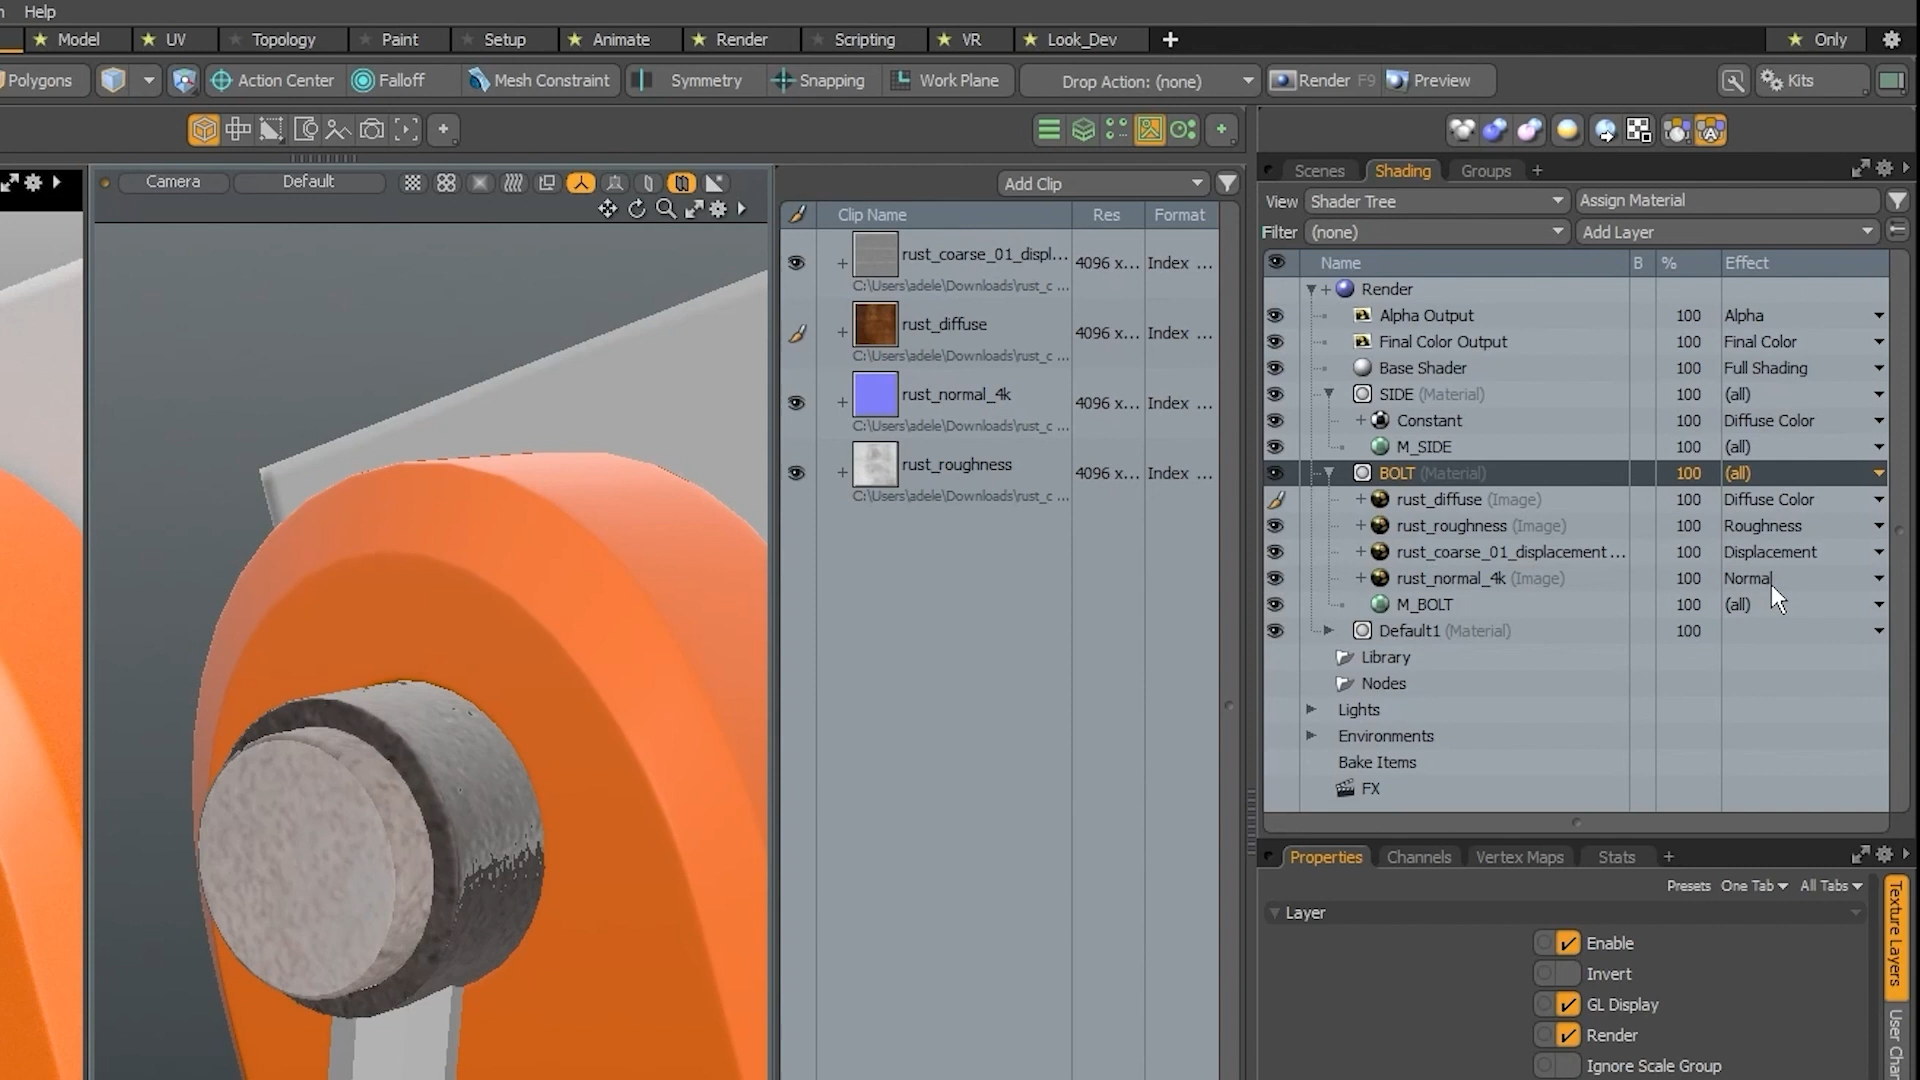 Help
Model UV Topology Paint Setup Animate Render Scripting VR Look_Dev + Only
Polygons Action Center Falloff Mesh Constraint Symmetry Snapping Work Plane Drop Action: (none) Render F9 Preview Kits
Camera Default
Add Clip
Clip Name Res Format
rust_coarse_01_displ... 4096 x... Index ...
C:\Users\adele\Downloads\rust_c ...
rust_diffuse 4096 x... Index ...
C:\Users\adele\Downloads\rust_c ...
rust_normal_4k 4096 x... Index ...
C:\Users\adele\Downloads\rust_c ...
rust_roughness 4096 x... Index ...
C:\Users\adele\Downloads\rust_c ...
Scenes Shading Groups +
View Shader Tree Assign Material
Filter (none) Add Layer
Name B % Effect
Render
Alpha Output 100 Alpha
Final Color Output 100 Final Color
Base Shader 100 Full Shading
SIDE (Material) 100 (all)
Constant 100 Diffuse Color
M_SIDE 100 (all)
BOLT (Material) 100 (all)
rust_diffuse (Image) 100 Diffuse Color
rust_roughness (Image) 100 Roughness
rust_coarse_01_displacement ... 100 Displacement
rust_normal_4k (Image) 100 Normal
M_BOLT 100 (all)
Default1 (Material) 100
Library
Nodes
Lights
Environments
Bake Items
FX
Properties Channels Vertex Maps Stats +
Presets One Tab All Tabs
Layer
Enable
Invert
GL Display
Render
Ignore Scale Group
Texture Layers
User Chan